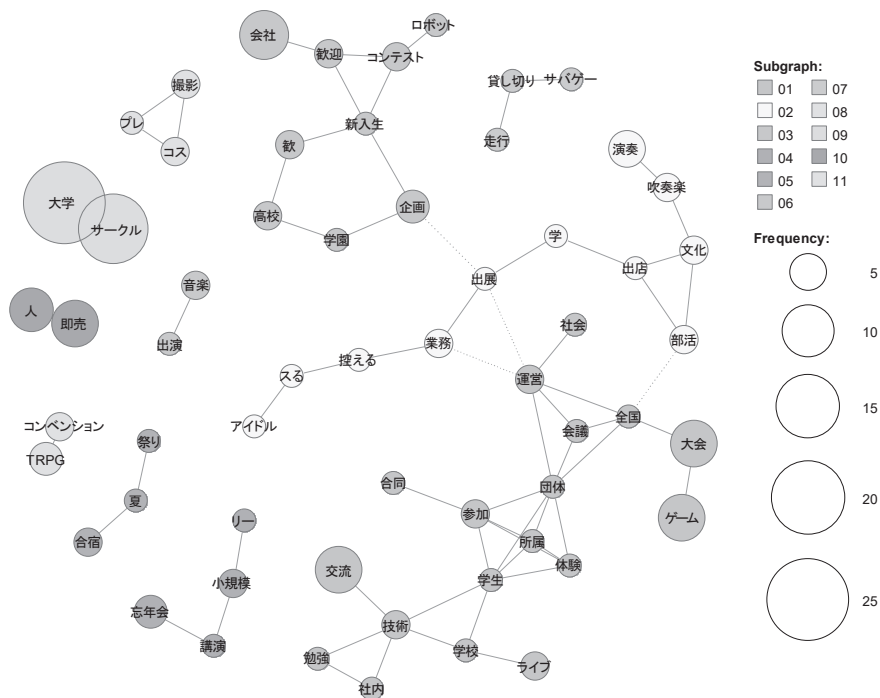 会社
歓迎
コンテスト
ロボット
撮影
プレ
コス
貸し切り
サバゲー
走行
新入生
歓
高校
学園
企画
大学
サークル
演奏
吹奏楽
文化
学
出店
出展
部活
音楽
出演
人
即売
業務
控える
スる
アイドル
社会
運営
全国
会議
大会
ゲーム
コンベンション
TRPG
祭り
夏
合宿
合同
団体
参加
所属
体験
学生
リー
小規模
忘年会
講演
交流
技術
勉強
社内
学校
ライブ
Subgraph:
01 07
02 08
03 09
04 10
05 11
06
Frequency:
5
10
15
20
25